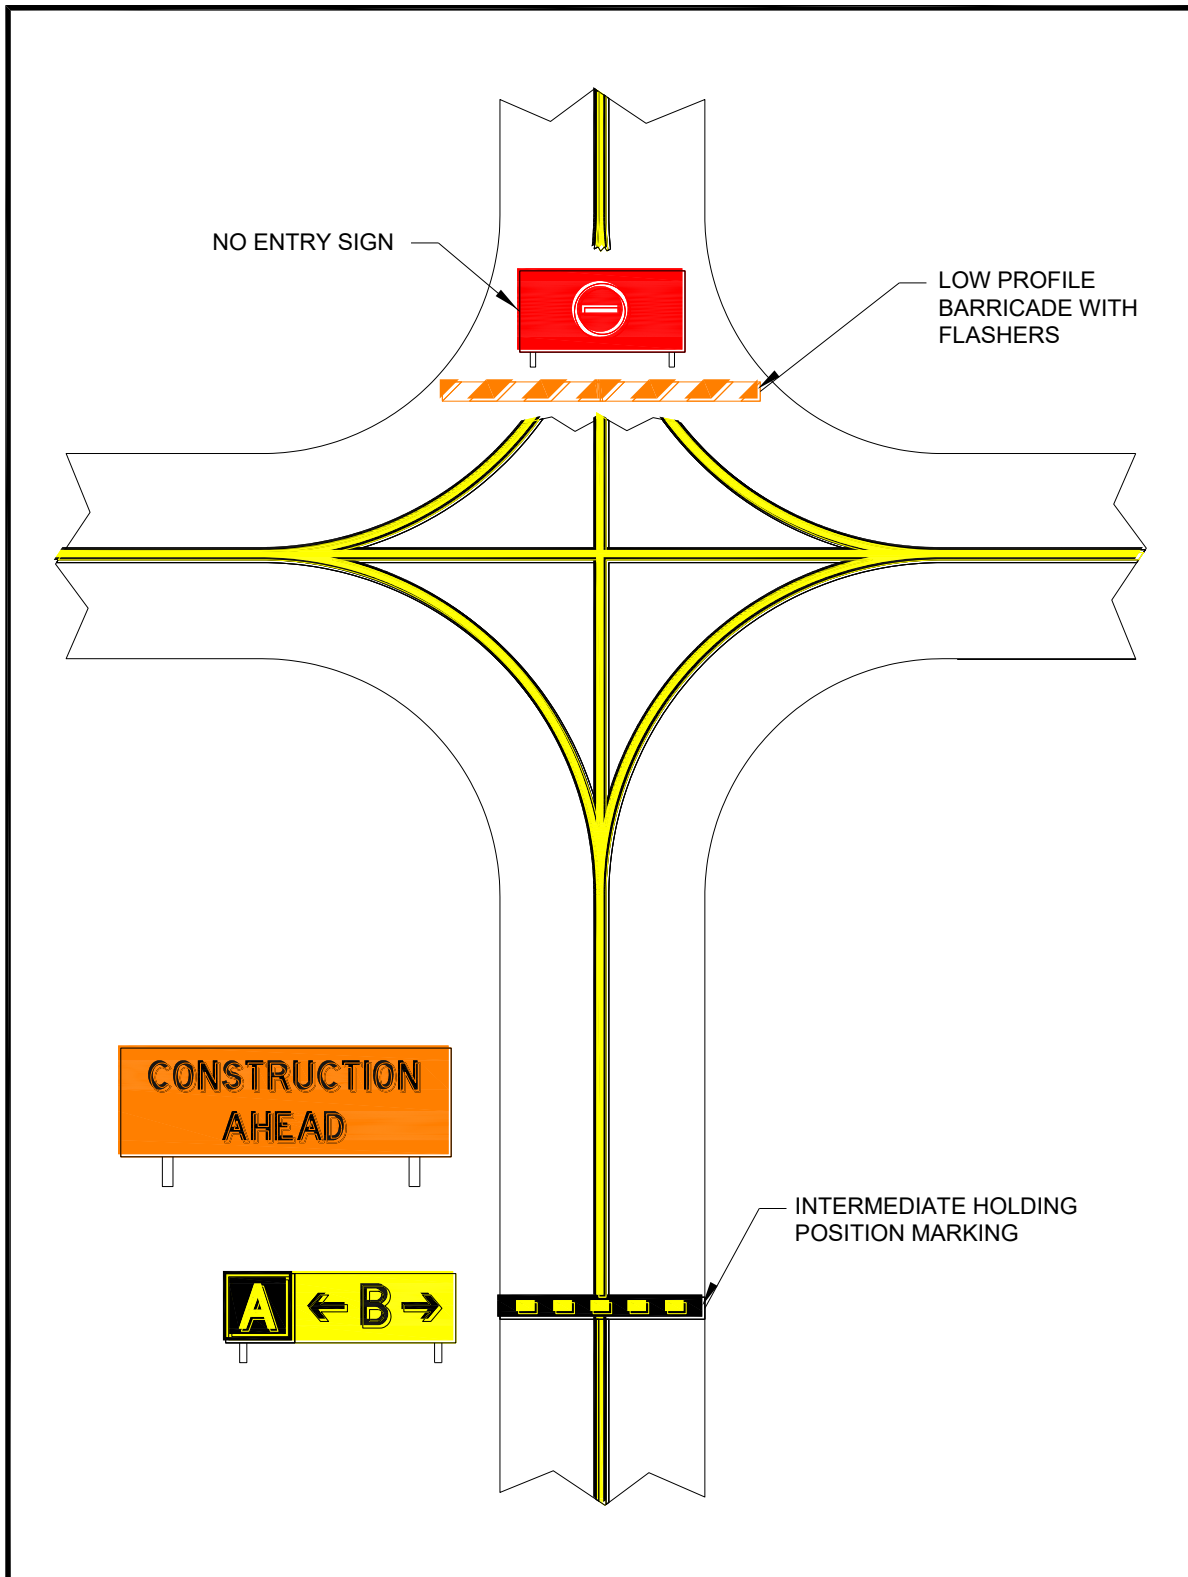 NO ENTRY SIGN
LOW PROFILE
BARRICADE WITH
FLASHERS
CONSTRUCTION
AHEAD
INTERMEDIATE HOLDING
POSITION MARKING
A ← B →